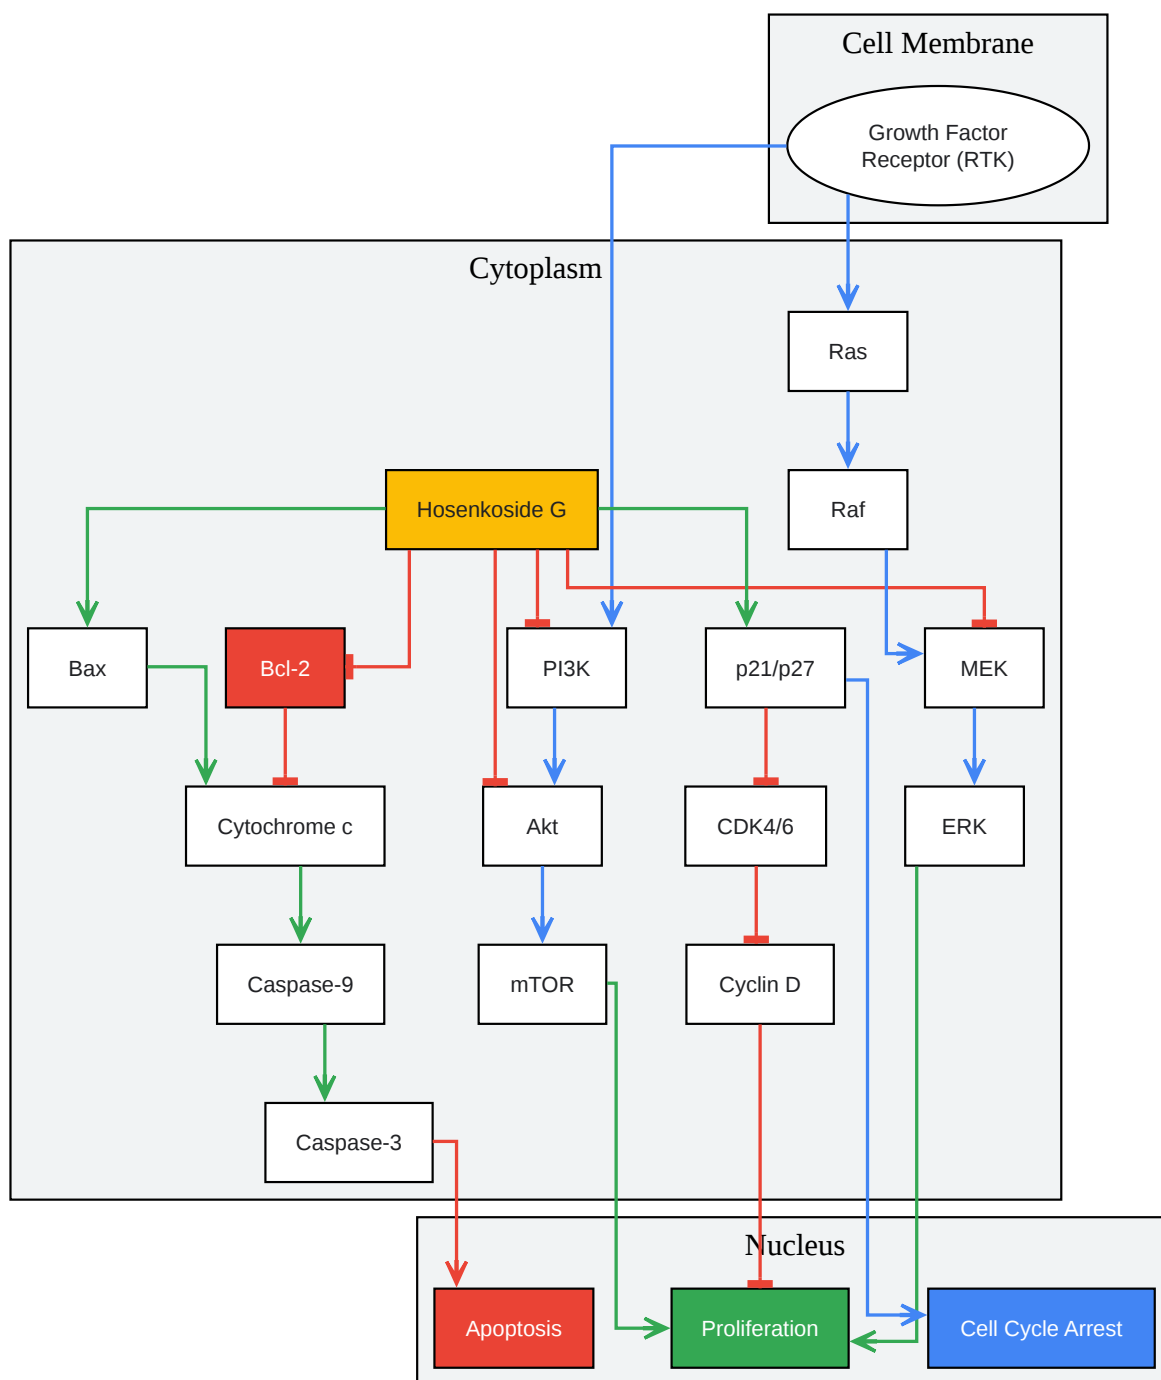 Cell Membrane
Growth Factor
Receptor (RTK)
Cytoplasm
Ras
Hosenkoside G
Raf
Bax
Bcl-2
PI3K
p21/p27
MEK
Cytochrome c
Akt
CDK4/6
ERK
Caspase-9
mTOR
Cyclin D
Caspase-3
Nucleus
Apoptosis
Proliferation
Cell Cycle Arrest